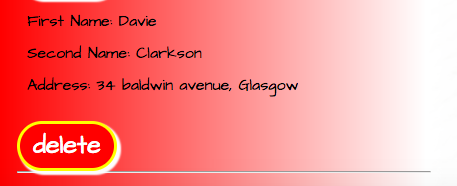 First Name: Davie
Second Name: Clarkson
Address: 34 baldwin avenue, Glasgow
delete